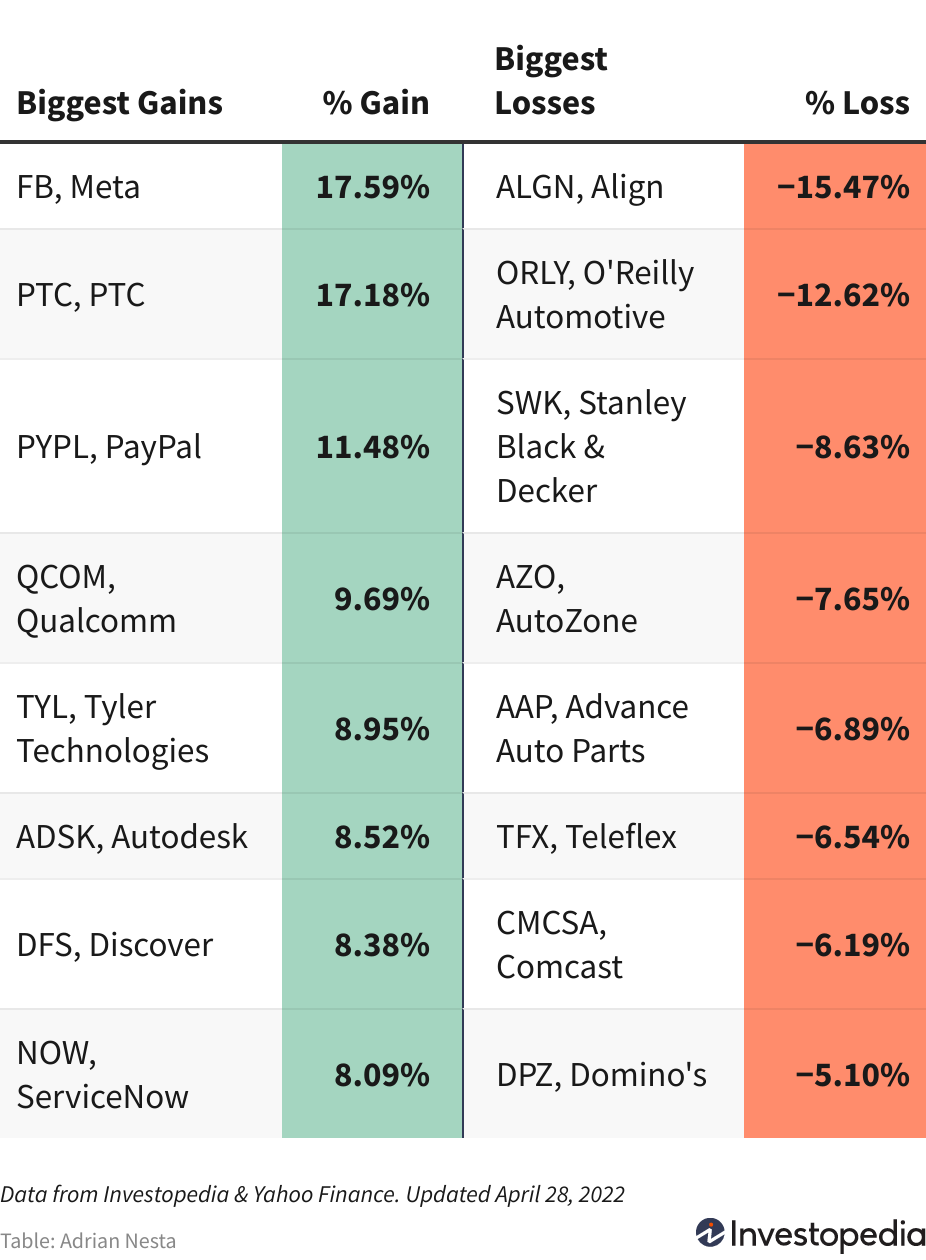 Biggest Gains % Gain Biggest
Losses % Loss
FB, Meta 17.59% ALGN, Align −15.47%
PTC, PTC 17.18% ORLY, O'Reilly
Automotive −12.62%
PYPL, PayPal 11.48% SWK, Stanley
Black &
Decker −8.63%
QCOM,
Qualcomm 9.69% AZO,
AutoZone −7.65%
TYL, Tyler
Technologies 8.95% AAP, Advance
Auto Parts −6.89%
ADSK, Autodesk 8.52% TFX, Teleflex −6.54%
DFS, Discover 8.38% CMCSA,
Comcast −6.19%
NOW,
ServiceNow 8.09% DPZ, Domino's −5.10%
Data from Investopedia & Yahoo Finance. Updated April 28, 2022
Table: Adrian Nesta
Investopedia